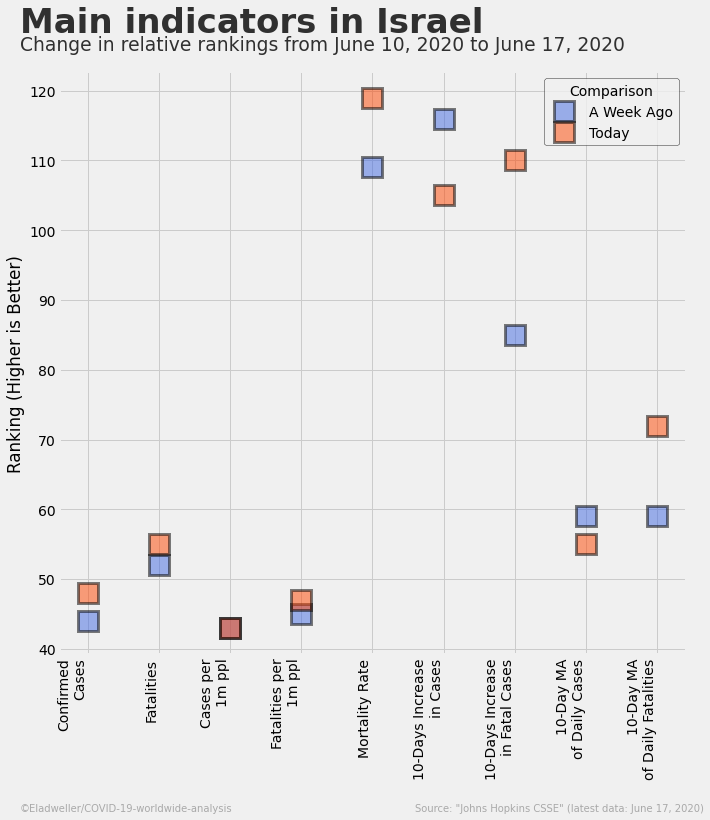 Main indicators in Israel
Change in relative rankings from June 10, 2020 to June 17, 2020
Comparison
A Week Ago
Today
Ranking (Higher is Better)
120
110
100
90
80
70
60
50
40
Confirmed
Cases
Fatalities
Cases per
1m ppl
Fatalities per
1m ppl
Mortality Rate
10-Days Increase
in Cases
10-Days Increase
in Fatal Cases
10-Day MA
of Daily Cases
10-Day MA
of Daily Fatalities
©Eladweller/COVID-19-worldwide-analysis
Source: "Johns Hopkins CSSE" (latest data: June 17, 2020)